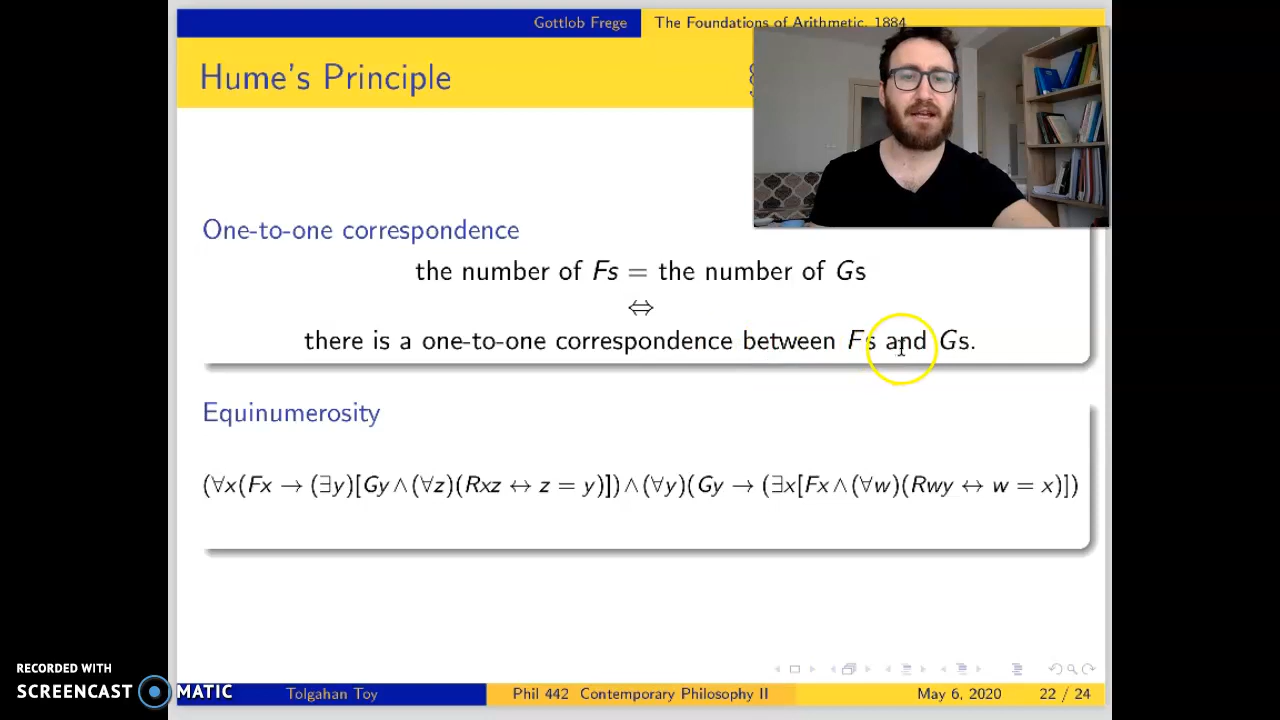 Gottlob Frege The Foundations of Arithmetic, 1884
Hume's Principle
One-to-one correspondence
the number of Fs = the number of Gs
⇔
there is a one-to-one correspondence between Fs and Gs.
Equinumerosity
(∀x(Fx → (∃y)[Gy∧(∀z)(Rxz ↔ z = y)])∧(∀y)(Gy → (∃x[Fx∧(∀w)(Rwy ↔ w = x)])
RECORDED WITH
SCREENCAST MATIC
Tolgahan Toy Phil 442 Contemporary Philosophy II May 6, 2020 22 / 24